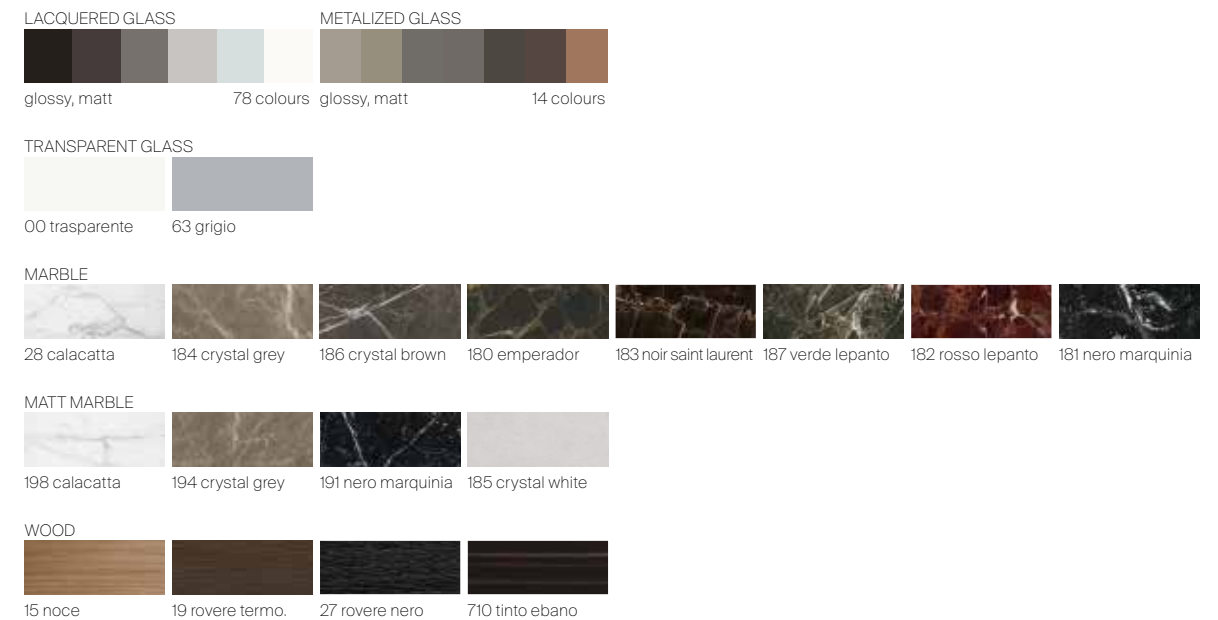 LACQUERED GLASS
METALIZED GLASS
glossy, matt
78 colours
glossy, matt
14 colours
TRANSPARENT GLASS
00 trasparente
63 grigio
MARBLE
28 calacatta
184 crystal grey
186 crystal brown
180 emperador
183 noir saint laurent
187 verde lepanto
182 rosso lepanto
181 nero marquinia
MATT MARBLE
198 calacatta
194 crystal grey
191 nero marquinia
185 crystal white
WOOD
15 noce
19 rovere termo.
27 rovere nero
710 tinto ebano